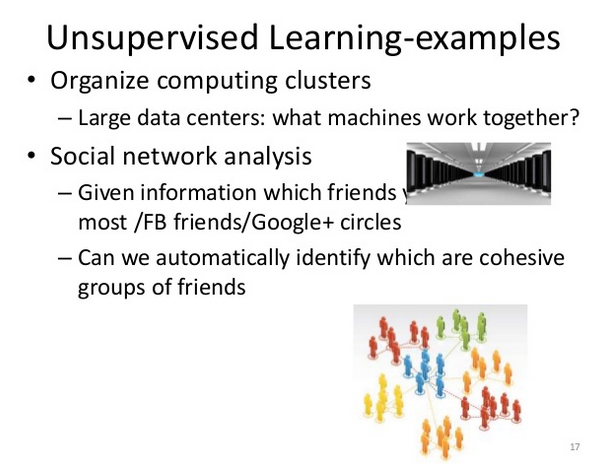 Unsupervised Learning-examples
• Organize computing clusters
– Large data centers: what machines work together?
• Social network analysis
– Given information which friends
most /FB friends/Google+ circles
– Can we automatically identify which are cohesive
groups of friends
17